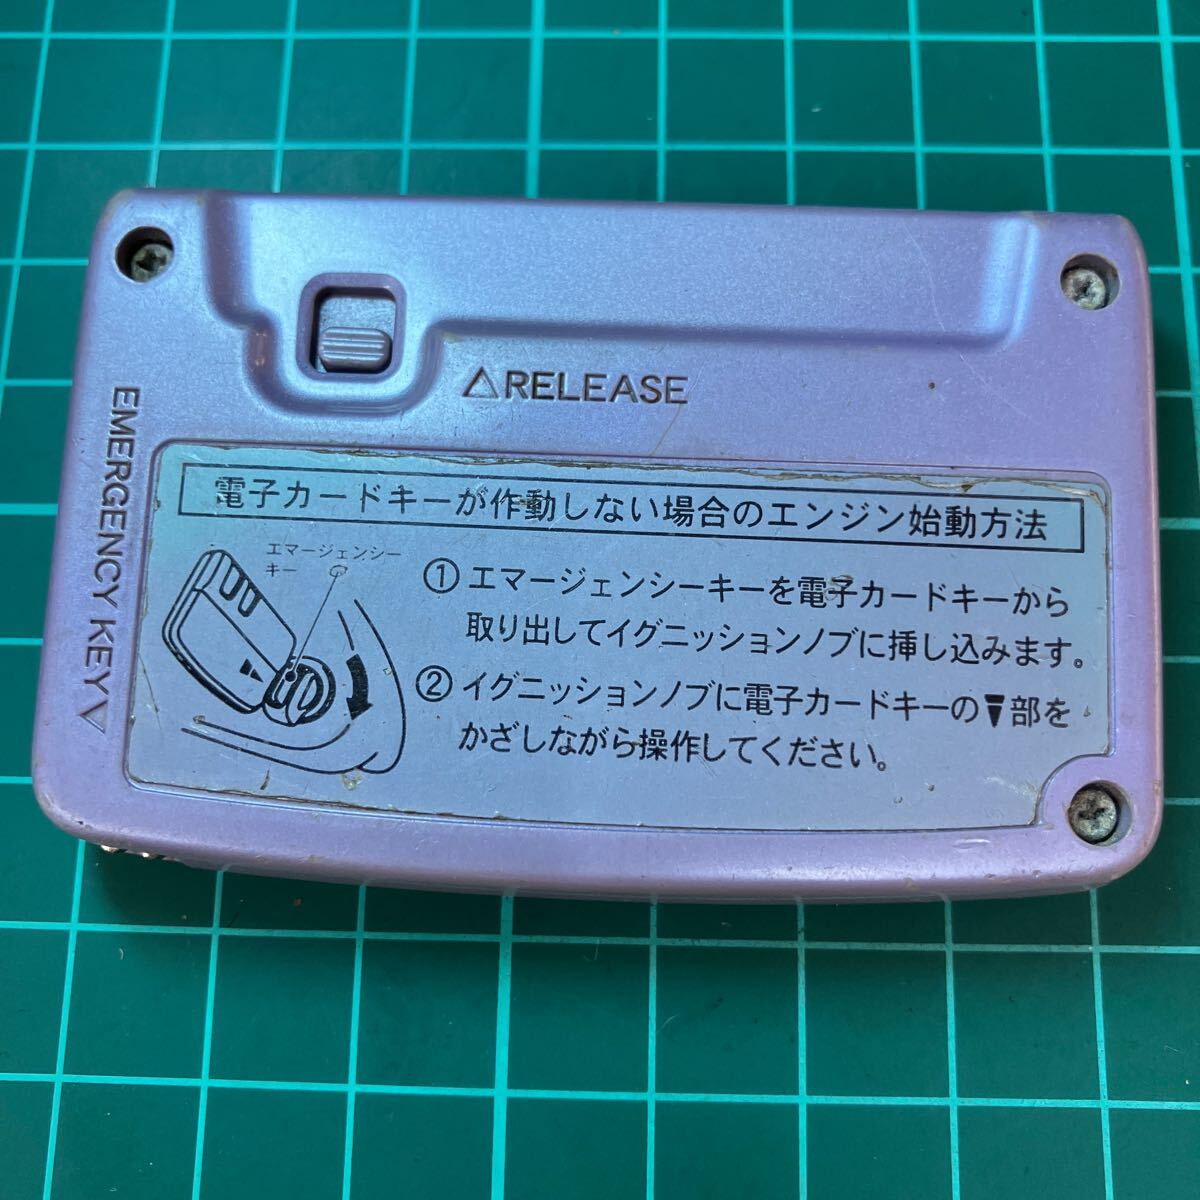 △RELEASE
EMERGENCY KEY▽
電子カードキーが作動しない場合のエンジン始動方法
エマージェンシー
キー
① エマージェンシーキーを電子カードキーから
取り出してイグニッションノブに挿し込みます。
② イグニッションノブに電子カードキーの▼部を
かざしながら操作してください。